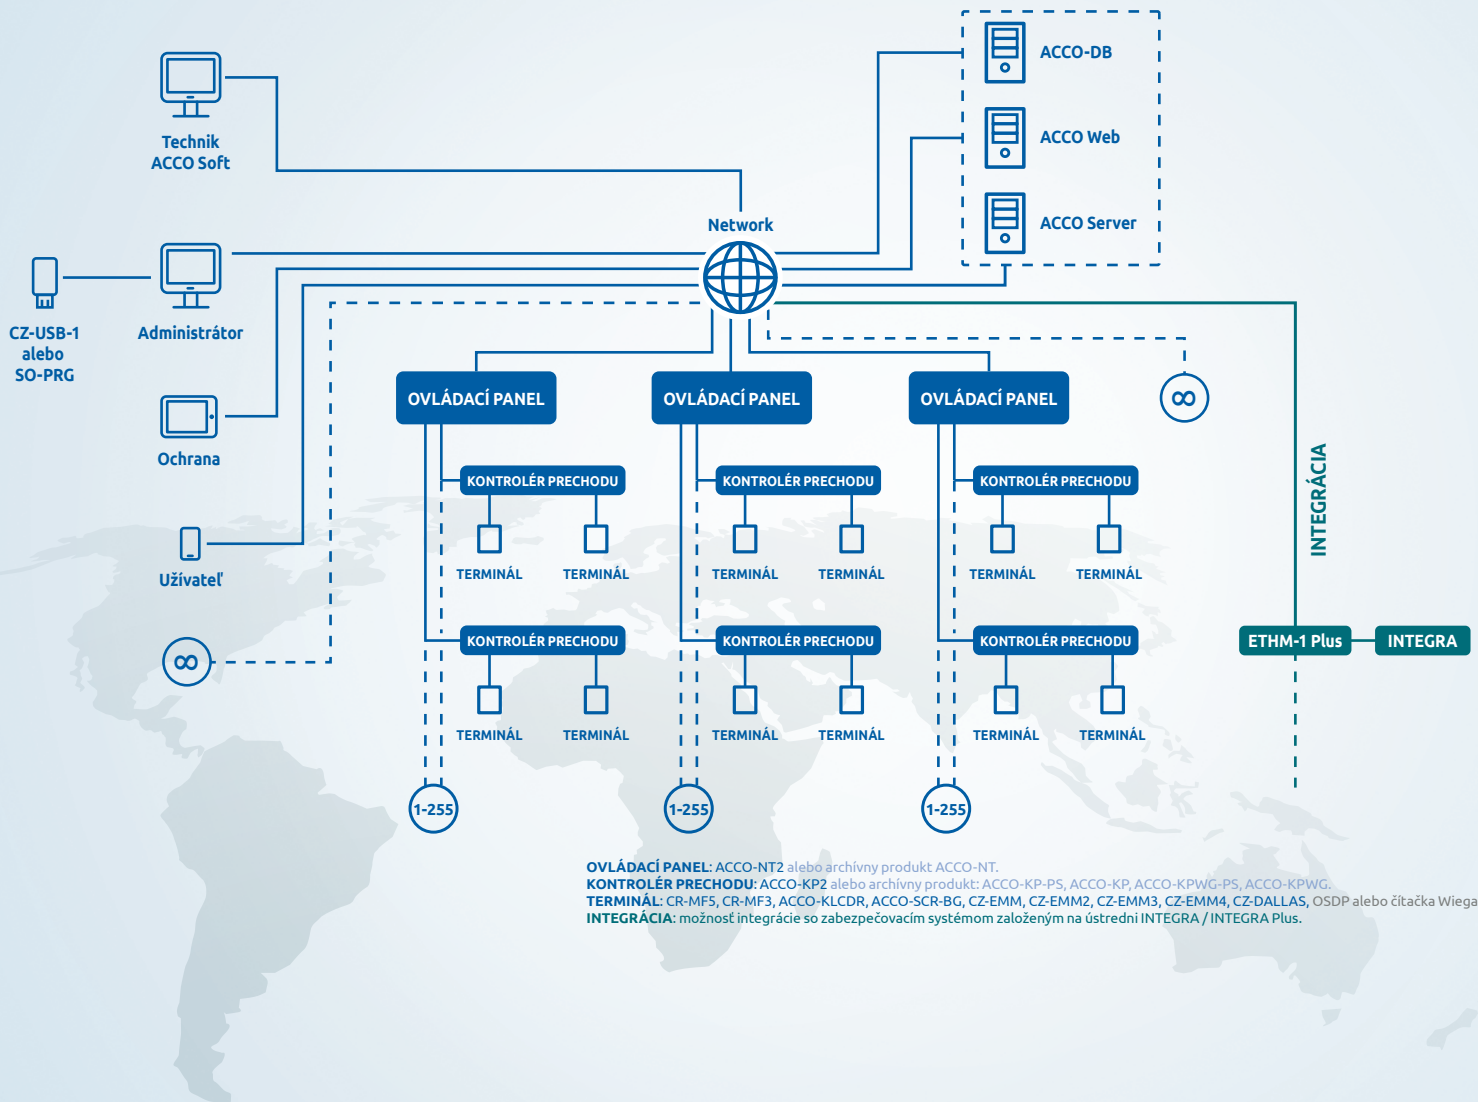 ACCO-DB
ACCO Web
ACCO Server
Technik
ACCO Soft
Network
CZ-USB-1
alebo
SO-PRG
Administrátor
Ochrana
Užívateľ
∞
OVLÁDACÍ PANEL
OVLÁDACÍ PANEL
OVLÁDACÍ PANEL
∞
KONTROLÉR PRECHODU
KONTROLÉR PRECHODU
KONTROLÉR PRECHODU
TERMINÁL
TERMINÁL
TERMINÁL
TERMINÁL
TERMINÁL
TERMINÁL
KONTROLÉR PRECHODU
KONTROLÉR PRECHODU
KONTROLÉR PRECHODU
TERMINÁL
TERMINÁL
TERMINÁL
TERMINÁL
TERMINÁL
TERMINÁL
1-255
1-255
1-255
INTEGRÁCIA
ETHM-1 Plus
INTEGRA
OVLÁDACÍ PANEL: ACCO-NT2 alebo archívny produkt ACCO-NT.
KONTROLÉR PRECHODU: ACCO-KP2 alebo archívny produkt: ACCO-KP-PS, ACCO-KP, ACCO-KPWG-PS, ACCO-KPWG.
TERMINÁL: CR-MF5, CR-MF3, ACCO-KLCDR, ACCO-SCR-BG, CZ-EMM, CZ-EMM2, CZ-EMM3, CZ-EMM4, CZ-DALLAS, OSDP alebo čítačka Wiega
INTEGRÁCIA: možnosť integrácie so zabezpečovacím systémom založeným na ústredni INTEGRA / INTEGRA Plus.